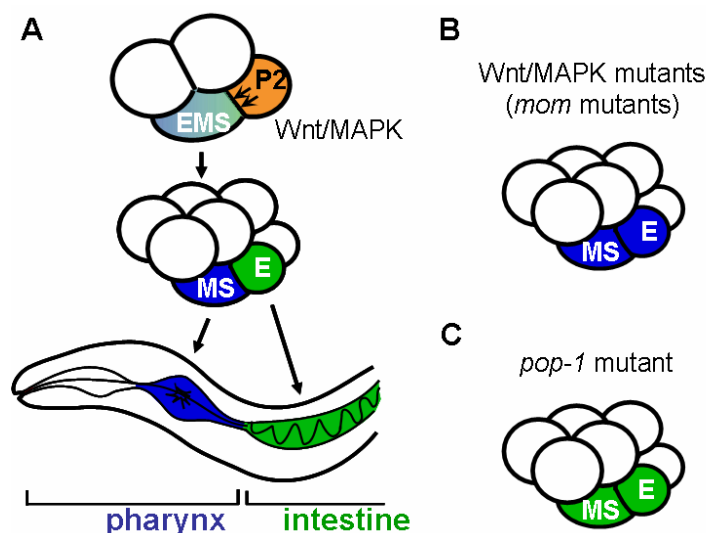 A
P2
EMS
Wnt/MAPK
MS
E
pharynx
intestine
B
Wnt/MAPK mutants
(mom mutants)
MS
E
C
pop-1 mutant
MS
E